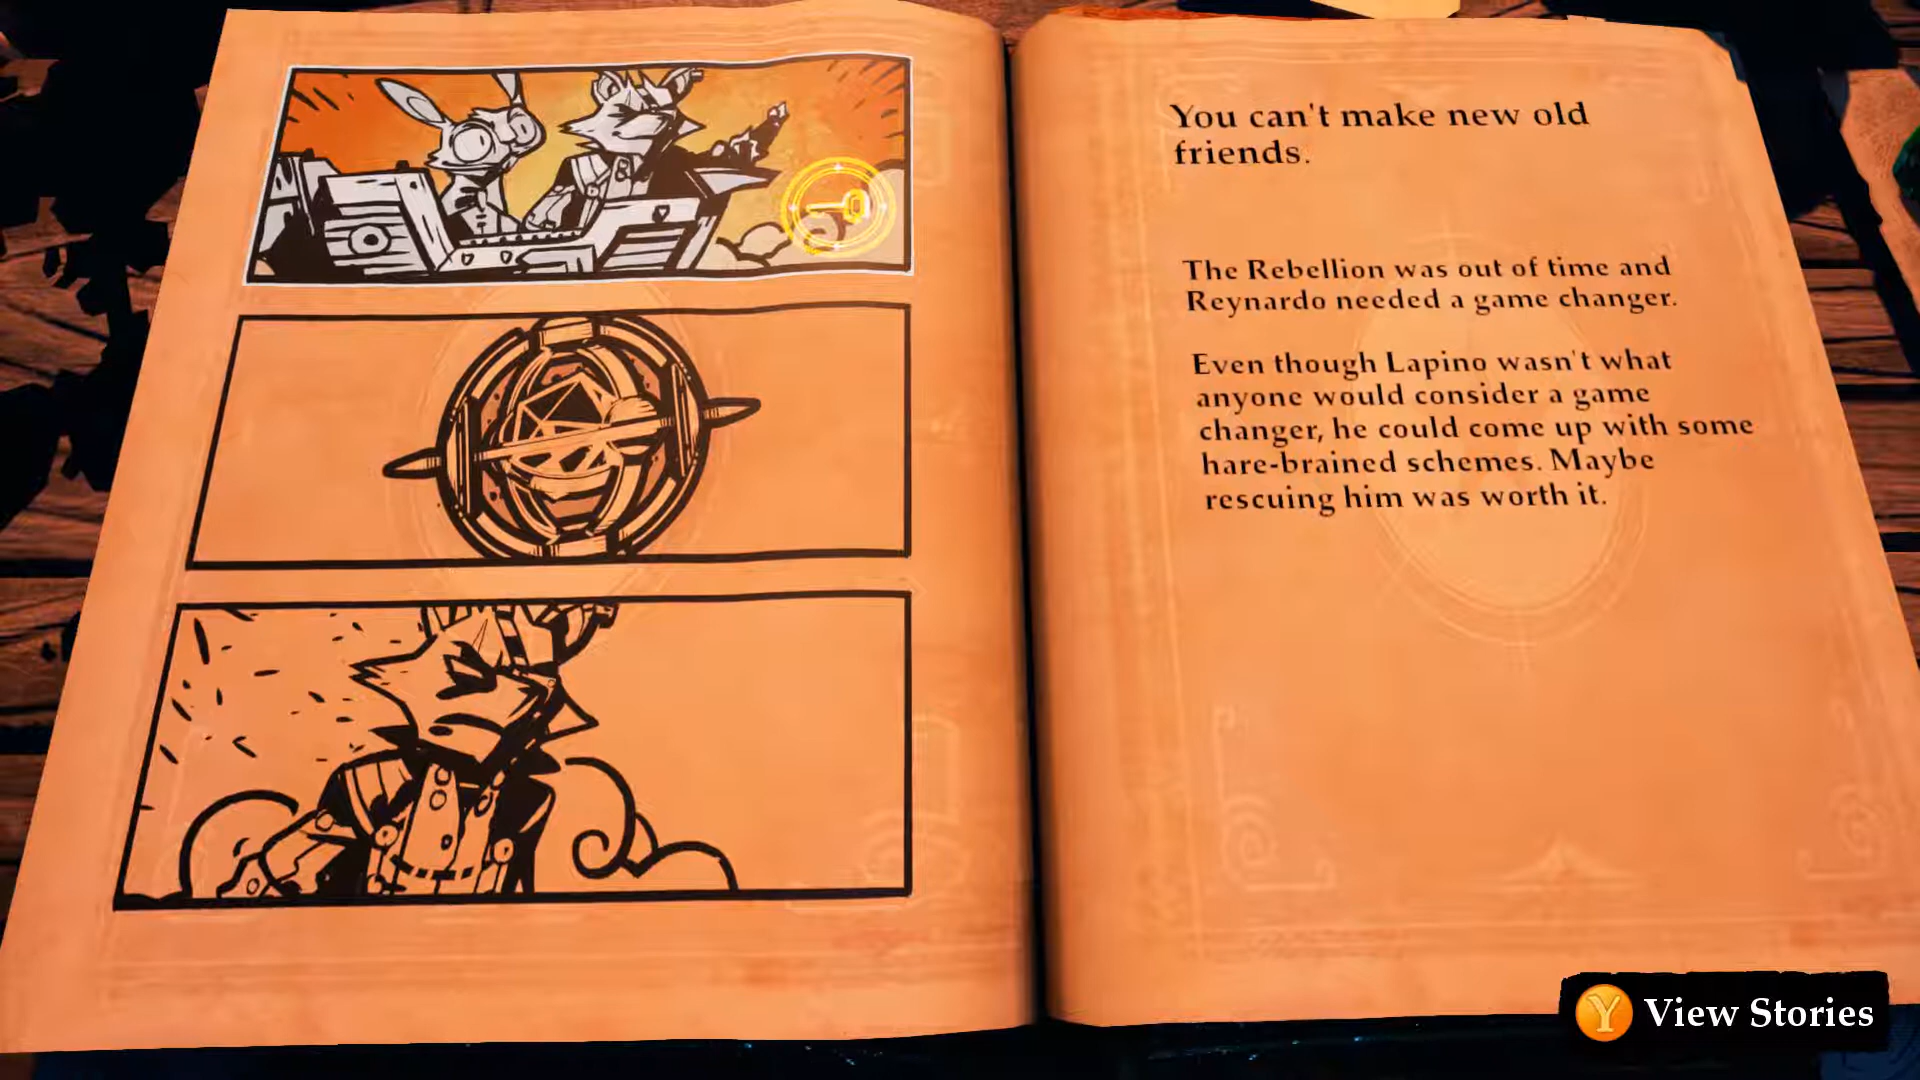 You can't make new old
friends.
The Rebellion was out of time and
Reynardo needed a game changer.
Even though Lapino wasn't what
anyone would consider a game
changer, he could come up with some
hare-brained schemes. Maybe
rescuing him was worth it.
Y View Stories